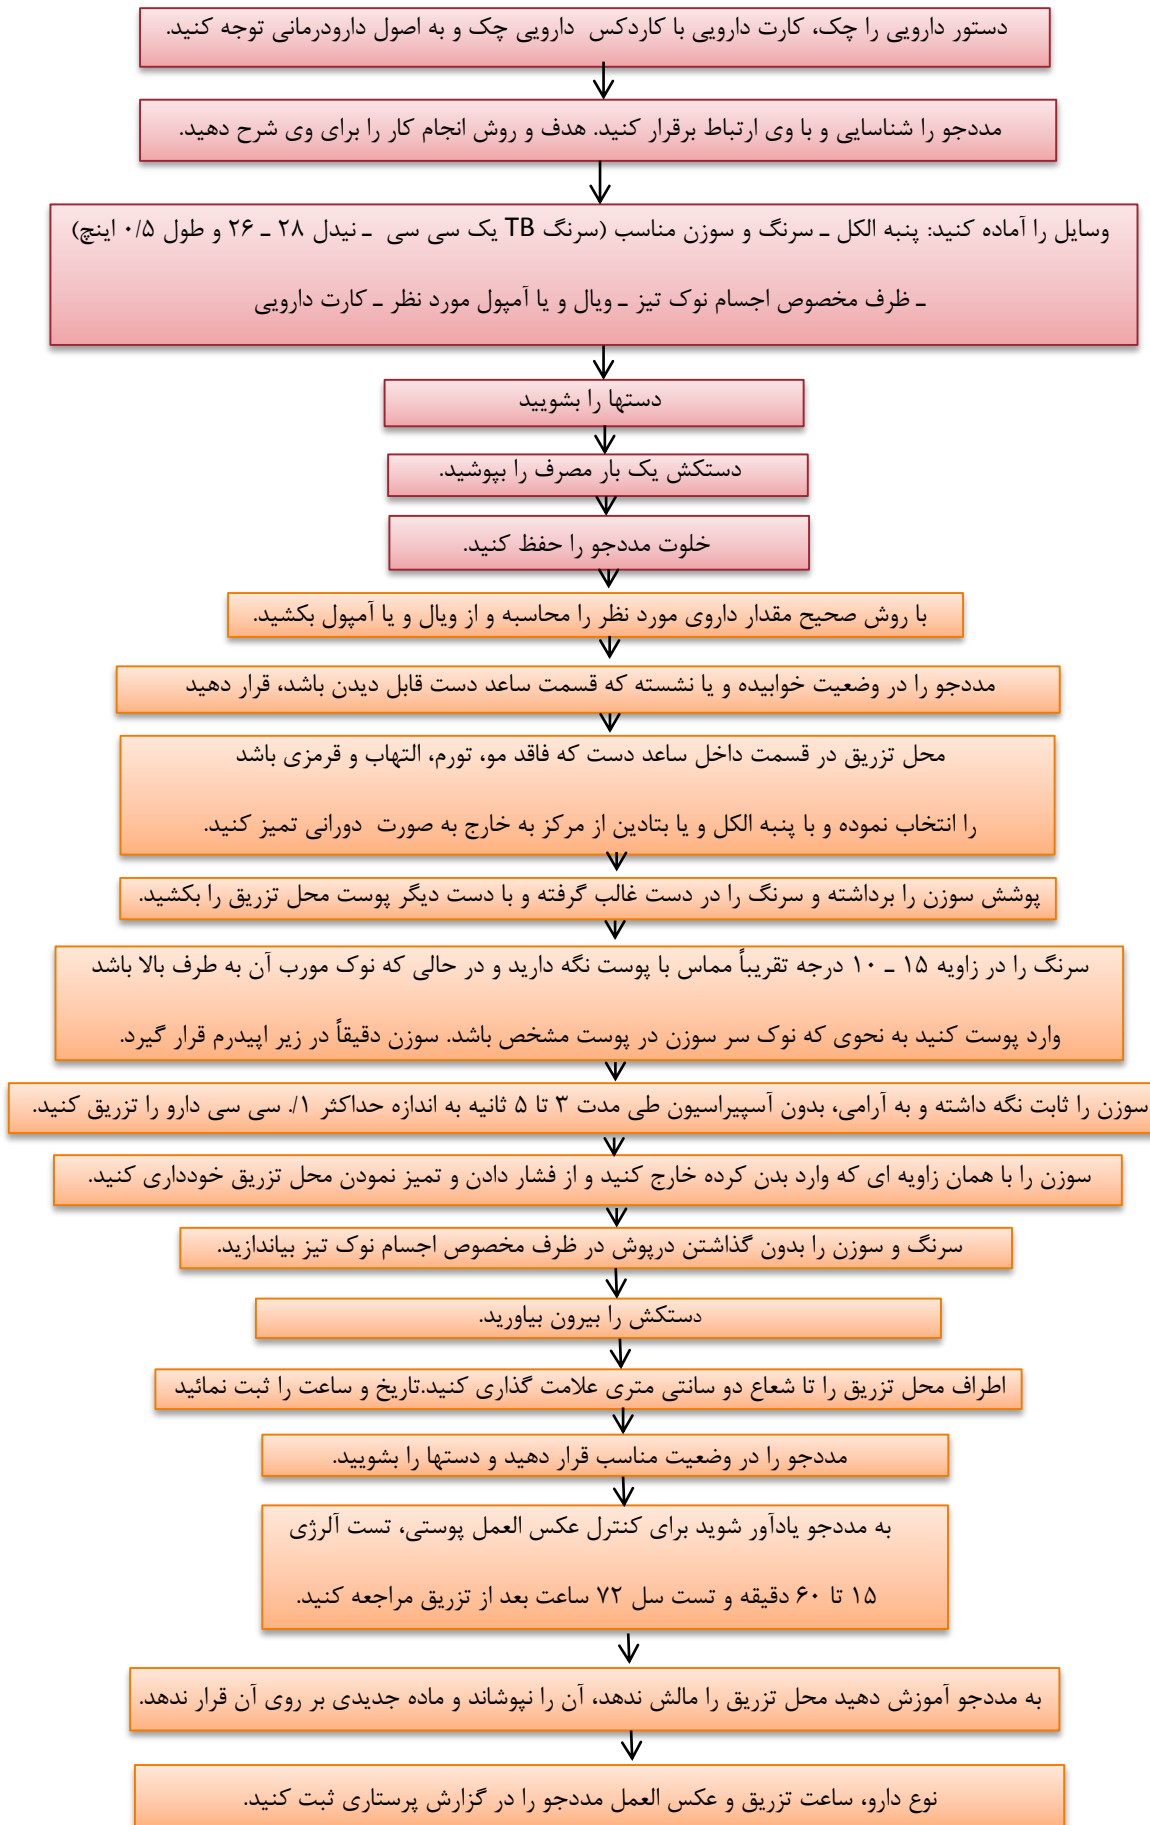 دستور دارویی را چک، کارت دارویی با کاردکس دارویی چک و به اصول دارودرمانی توجه کنید.
مددجو را شناسایی و با وی ارتباط برقرار کنید. هدف و روش انجام کار را برای وی شرح دهید.
وسایل را آماده کنید: پنبه الکل ـ سرنگ و سوزن مناسب (سرنگ TB یک سی سی ـ نیدل ۲۸ ـ ۲۶ و طول ۰/۵ اینچ)
ـ ظرف مخصوص اجسام نوک تیز ـ ویال و یا آمپول مورد نظر ـ کارت دارویی
دستها را بشویید
دستکش یک بار مصرف را بپوشید.
خلوت مددجو را حفظ کنید.
با روش صحیح مقدار داروی مورد نظر را محاسبه و از ویال و یا آمپول بکشید.
مددجو را در وضعیت خوابیده و یا نشسته که قسمت ساعد دست قابل دیدن باشد، قرار دهید
محل تزریق در قسمت داخل ساعد دست که فاقد مو، تورم، التهاب و قرمزی باشد
را انتخاب نموده و با پنبه الکل و یا بتادین از مرکز به خارج به صورت دورانی تمیز کنید.
پوشش سوزن را برداشته و سرنگ را در دست غالب گرفته و با دست دیگر پوست محل تزریق را بکشید.
سرنگ را در زاویه ۱۵ ـ ۱۰ درجه تقریباً مماس با پوست نگه دارید و در حالی که نوک مورب آن به طرف بالا باشد
وارد پوست کنید به نحوی که نوک سر سوزن در پوست مشخص باشد. سوزن دقیقاً در زیر اپیدرم قرار گیرد.
سوزن را ثابت نگه داشته و به آرامی، بدون آسپیراسیون طی مدت ۳ تا ۵ ثانیه به اندازه حداکثر ۱/. سی سی دارو را تزریق کنید.
سوزن را با همان زاویه ای که وارد بدن کرده خارج کنید و از فشار دادن و تمیز نمودن محل تزریق خودداری کنید.
سرنگ و سوزن را بدون گذاشتن درپوش در ظرف مخصوص اجسام نوک تیز بیاندازید.
دستکش را بیرون بیاورید.
اطراف محل تزریق را تا شعاع دو سانتی متری علامت گذاری کنید.تاریخ و ساعت را ثبت نمائید
مددجو را در وضعیت مناسب قرار دهید و دستها را بشویید.
به مددجو یادآور شوید برای کنترل عکس العمل پوستی، تست آلرژی
۱۵ تا ۶۰ دقیقه و تست سل ۷۲ ساعت بعد از تزریق مراجعه کنید.
به مددجو آموزش دهید محل تزریق را مالش ندهد، آن را نپوشاند و ماده جدیدی بر روی آن قرار ندهد.
نوع دارو، ساعت تزریق و عکس العمل مددجو را در گزارش پرستاری ثبت کنید.